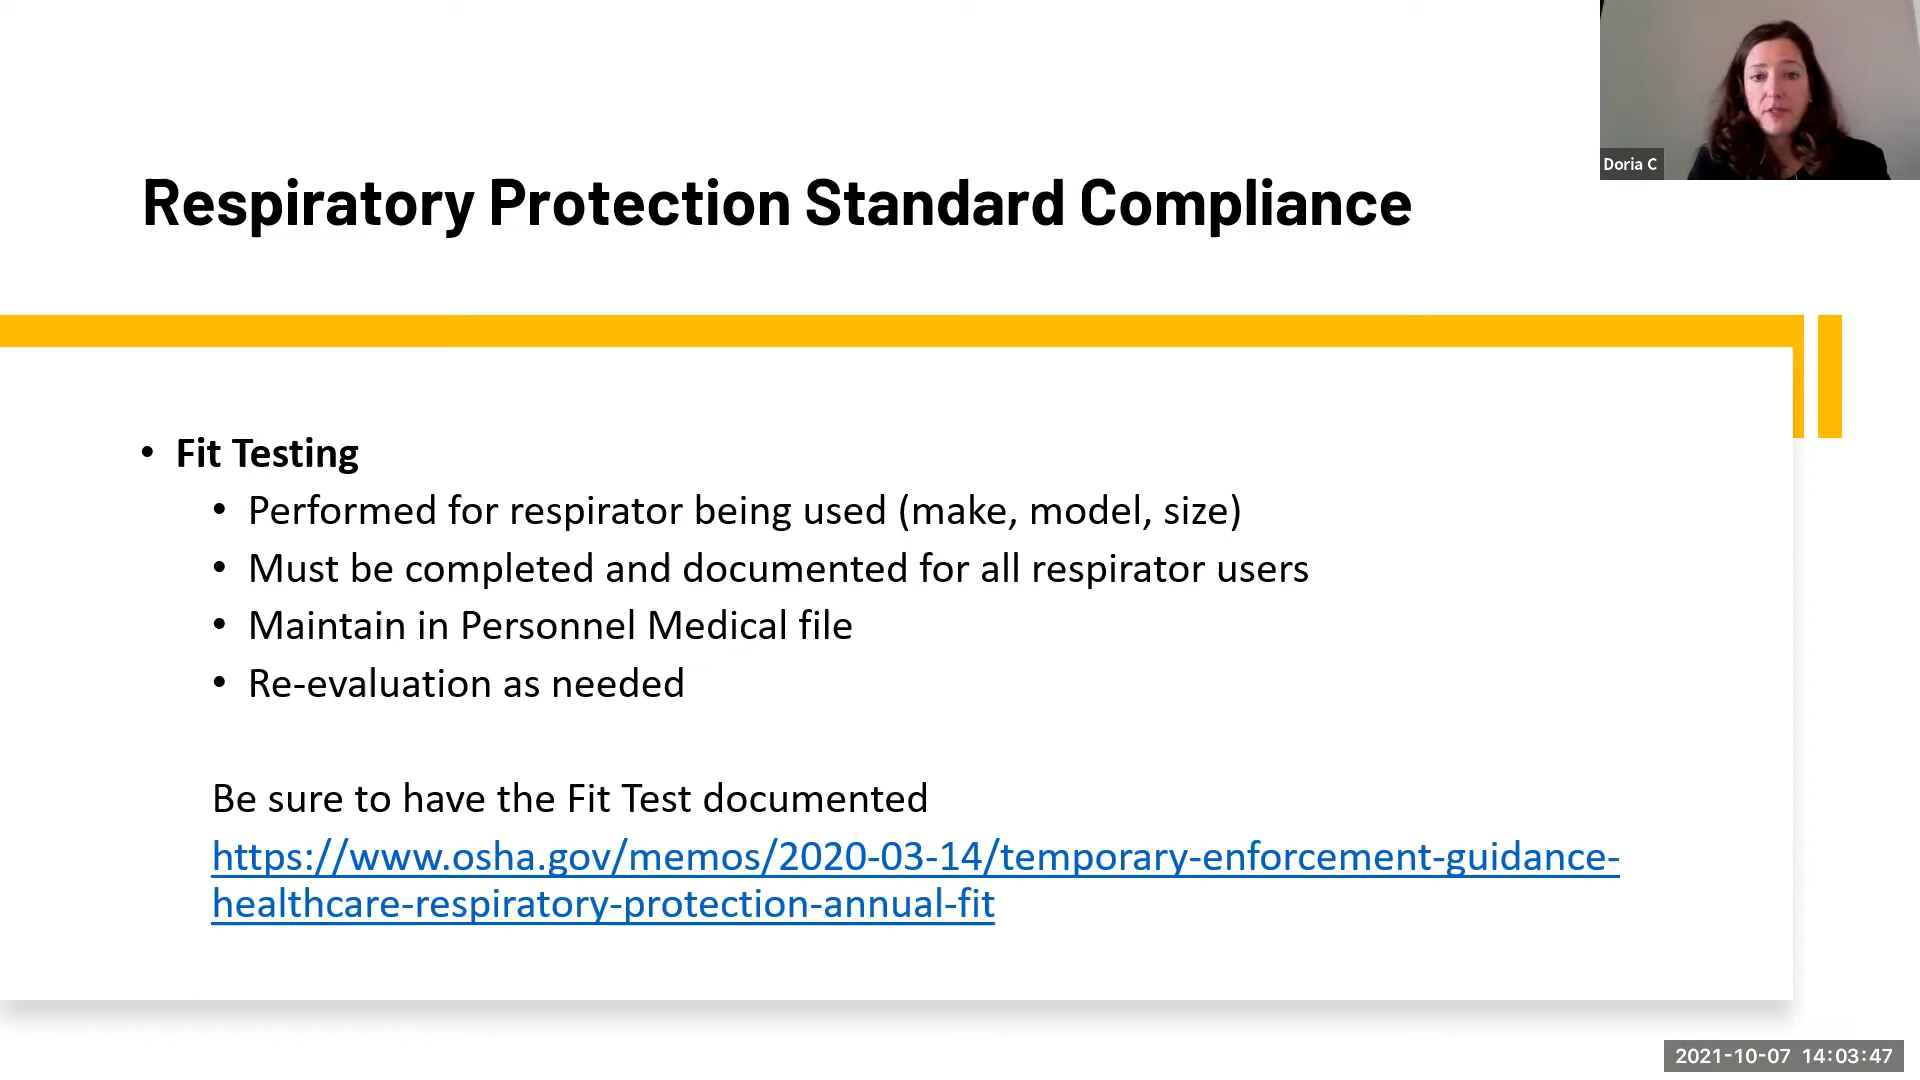 Doria C
Respiratory Protection Standard Compliance
• Fit Testing
• Performed for respirator being used (make, model, size)
• Must be completed and documented for all respirator users
• Maintain in Personnel Medical file
• Re-evaluation as needed
Be sure to have the Fit Test documented
https://www.osha.gov/memos/2020-03-14/temporary-enforcement-guidance-
healthcare-respiratory-protection-annual-fit
2021-10-07 14:03:47